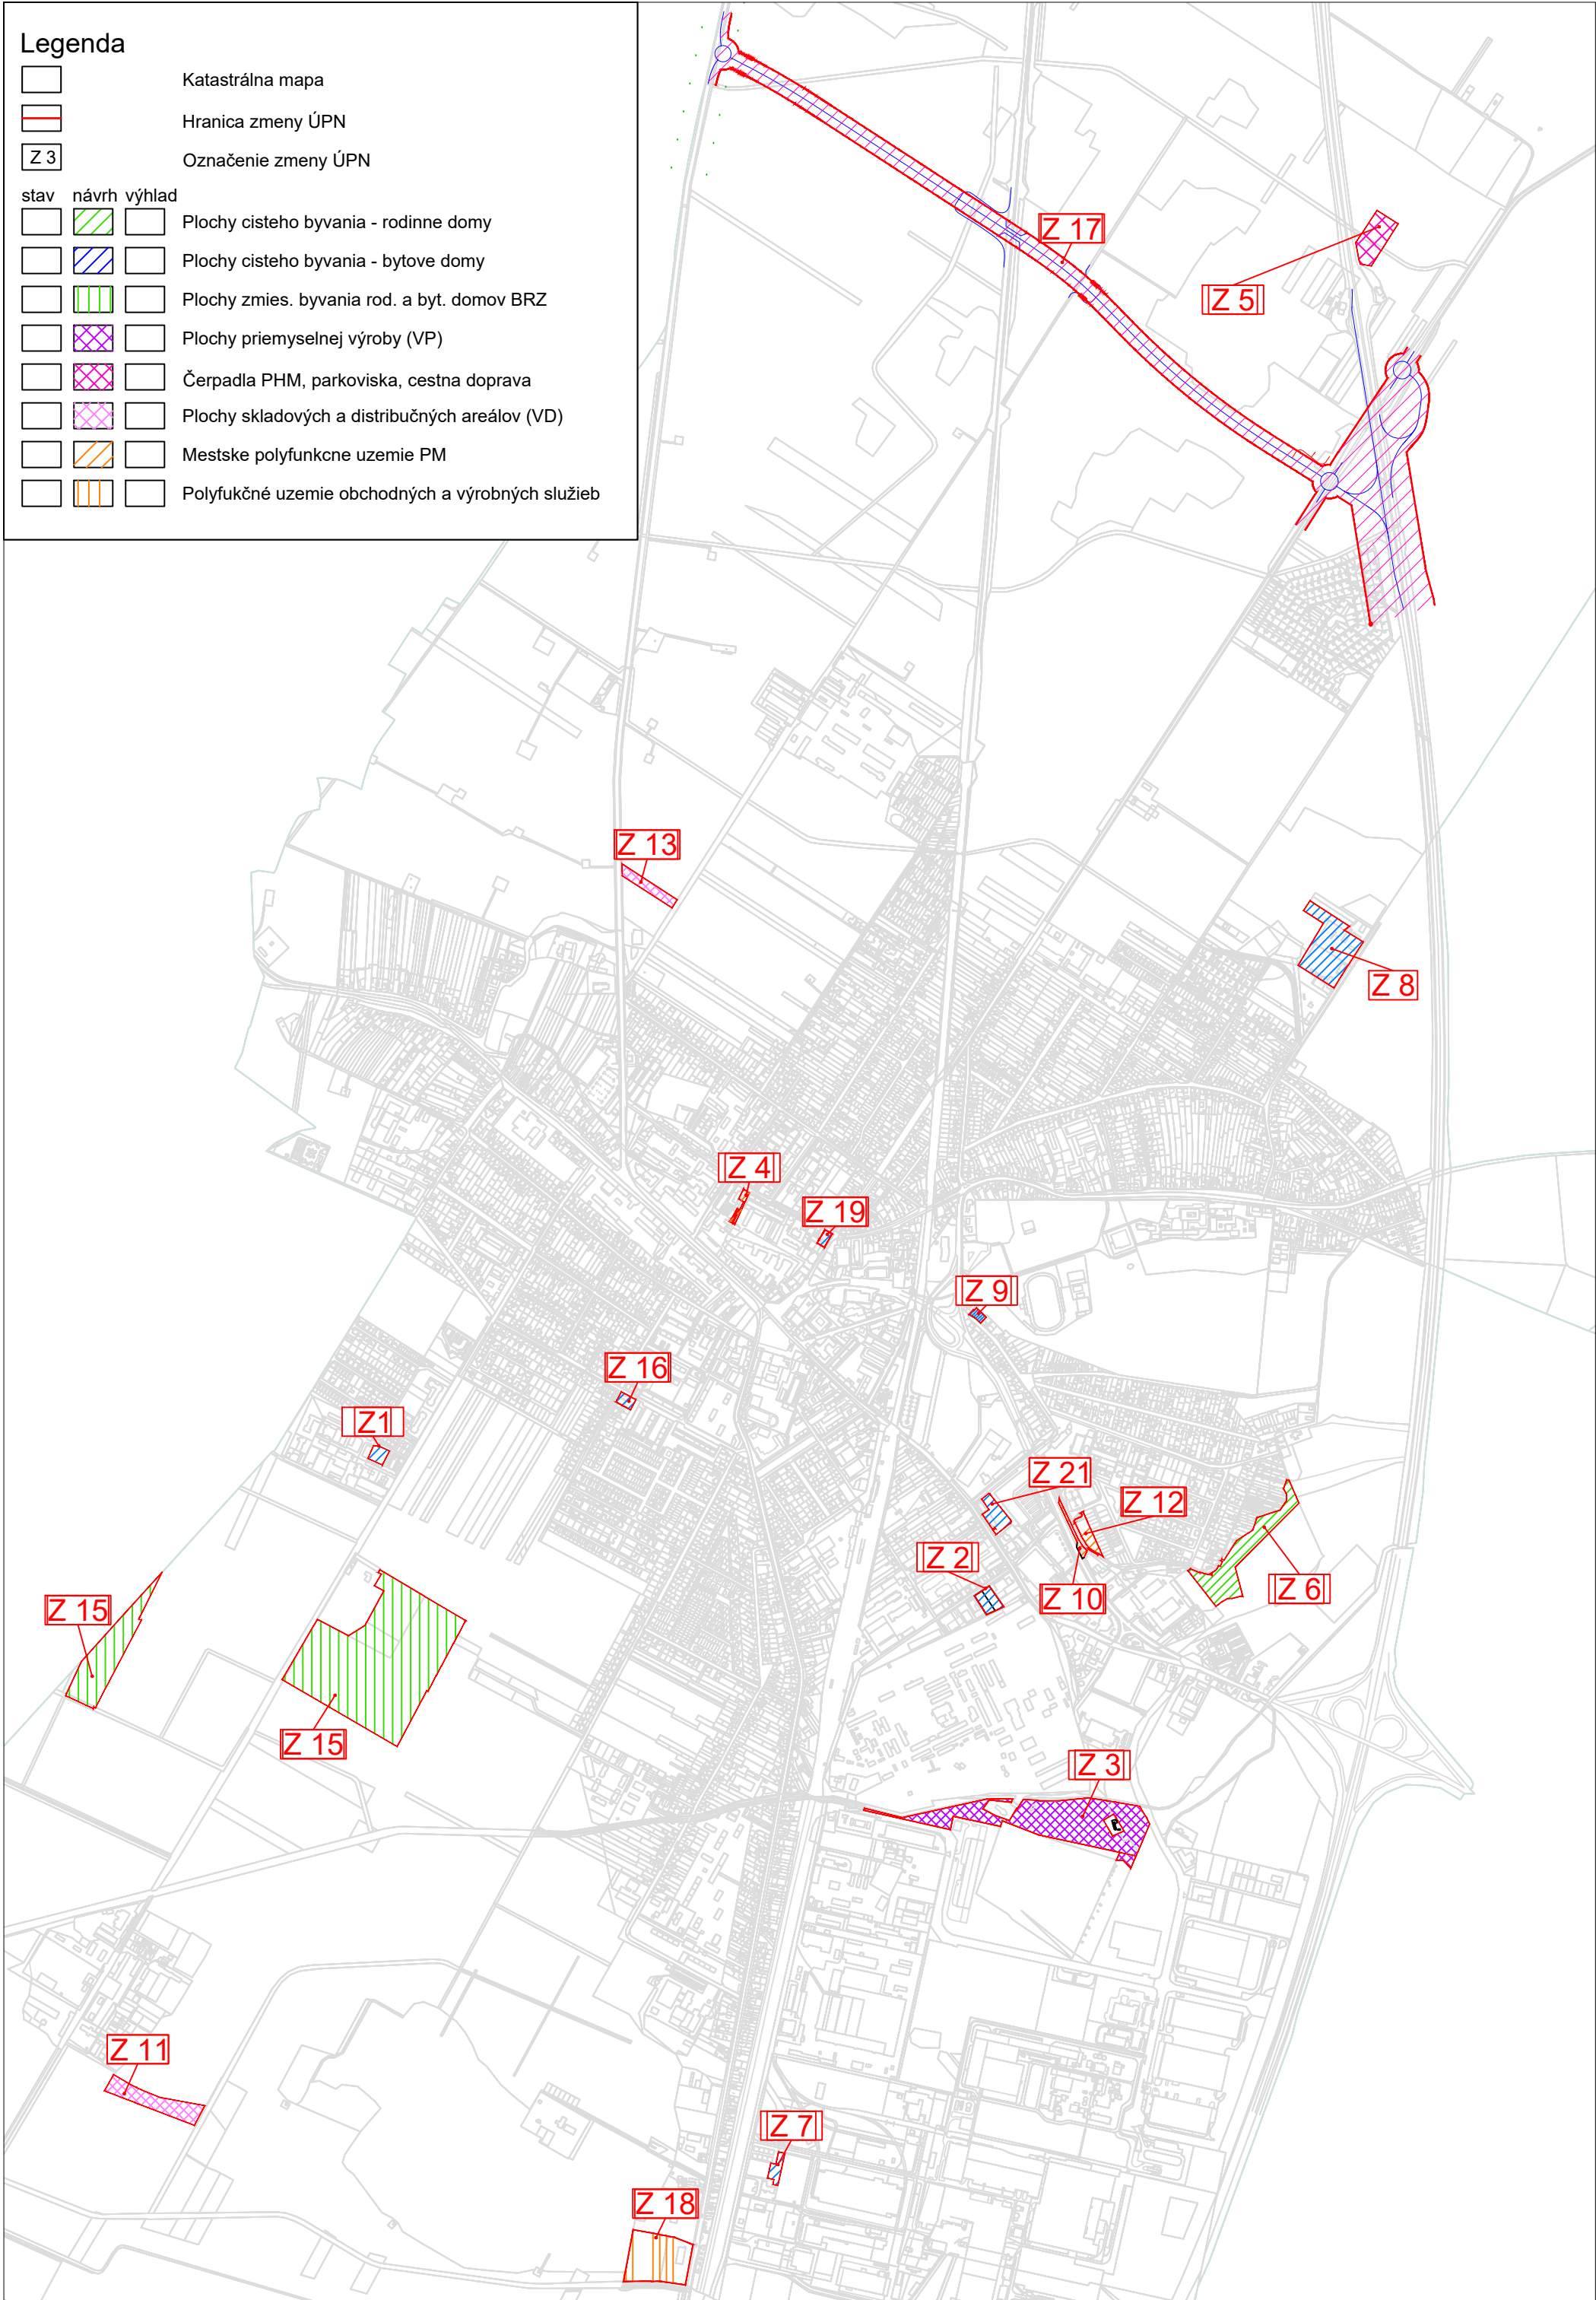 Legenda
Katastrálna mapa
Hranica zmeny ÚPN
Z 3 Označenie zmeny ÚPN
stav návrh výhlad
Plochy cisteho byvania - rodinne domy
Plochy cisteho byvania - bytove domy
Plochy zmies. byvania rod. a byt. domov BRZ
Plochy priemyselnej výroby (VP)
Čerpadla PHM, parkoviska, cestna doprava
Plochy skladových a distribučných areálov (VD)
Mestske polyfunkcne uzemie PM
Polyfukčné uzemie obchodných a výrobných služieb
Z 17
Z 5
Z 13
Z 8
Z 4
Z 19
Z 9
Z 16
Z1
Z 21
Z 12
Z 2
Z 10
Z 6
Z 15
Z 15
Z 3
Z 11
Z 7
Z 18